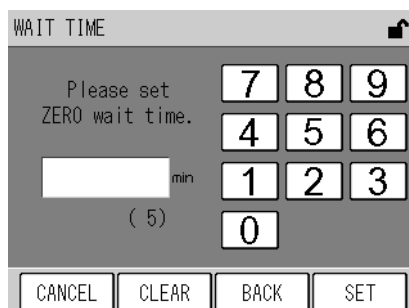 WAIT TIME
Please set
ZERO wait time.
min
( 5)
7 8 9
4 5 6
1 2 3
0
CANCEL CLEAR BACK SET